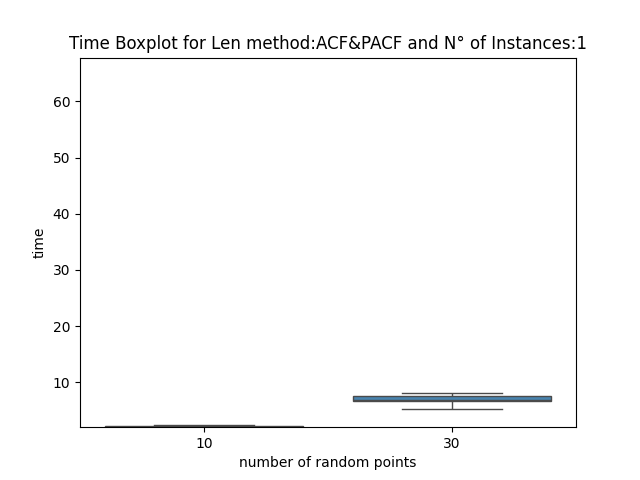 Time Boxplot for Len method:ACF&PACF and N° of Instances:1
60
50
40
30
20
10
time
10 30
number of random points